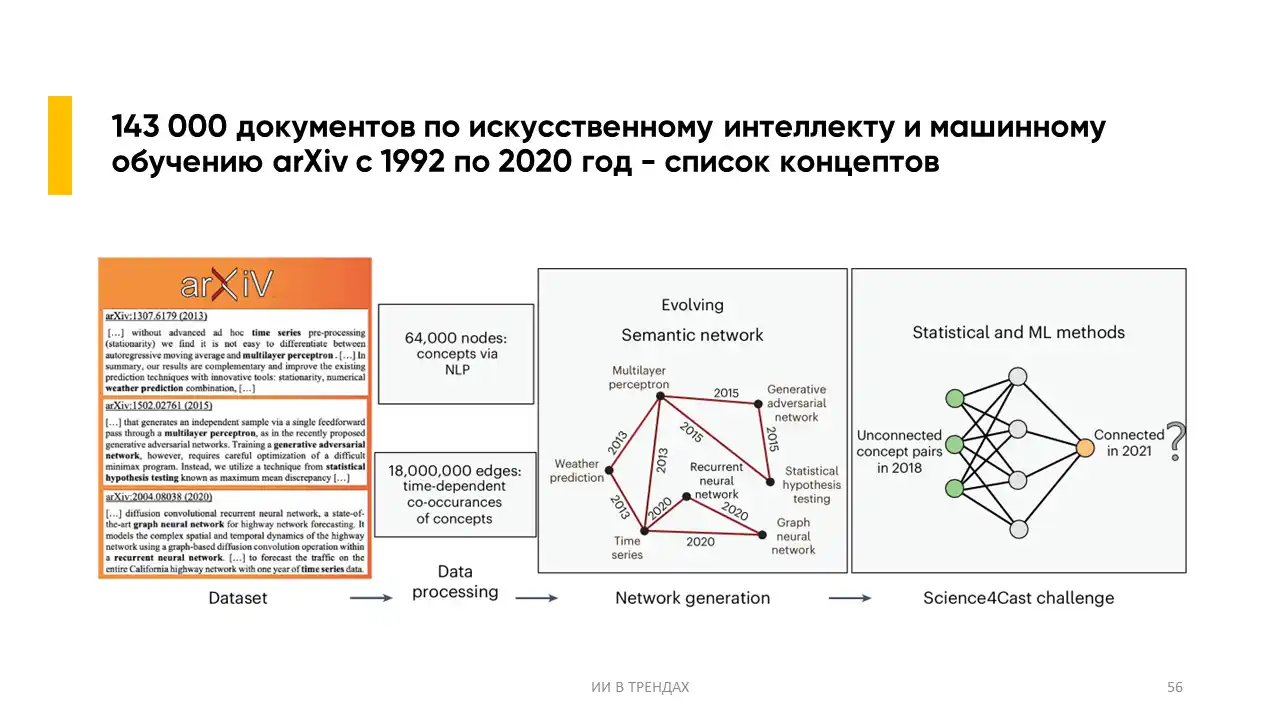 143 000 документов по искусственному интеллекту и машинному
обучению arXiv с 1992 по 2020 год - список концептов
arXiv
arXiv:1307.6179 (2013)
[…] without advanced ad hoc time series pre-processing
(stationarity) we find it is not easy to differentiate between
autoregressive moving average and multilayer perceptron. […] In
summary, our results are complementary and improve the existing
prediction techniques with innovative tools: stationarity, numerical
weather prediction combination, […]
arXiv:1502.02761 (2015)
[…] that generates an independent sample via a single feedforward
pass through a multilayer perceptron, as in the recently proposed
generative adversarial networks. Training a generative adversarial
network, however, requires careful optimization of a difficult
minimax program. Instead, we utilize a technique from statistical
hypothesis testing known as maximum mean discrepancy […]
arXiv:2004.08038 (2020)
[…] diffusion convolutional recurrent neural network, a state-of-
the-art graph neural network for highway network forecasting. It
models the complex spatial and temporal dynamics of the highway
network using a graph-based diffusion convolution operation within
a recurrent neural network. […] to forecast the traffic on the
entire California highway network with one year of time series data.
Dataset
64,000 nodes:
concepts via
NLP
18,000,000 edges:
time-dependent
co-occurances
of concepts
Data
processing
Evolving
Semantic network
Multilayer
perceptron
2015
Generative
adversarial
network
2013
2013
2015
2015
Weather
prediction
Recurrent
neural
network
Statistical
hypothesis
testing
2013
2020
2020
Time
series
2020
Graph
neural
network
Network generation
Statistical and ML methods
Unconnected
concept pairs
in 2018
Connected
in 2021
?
Science4Cast challenge
ИИ В ТРЕНДАХ
56